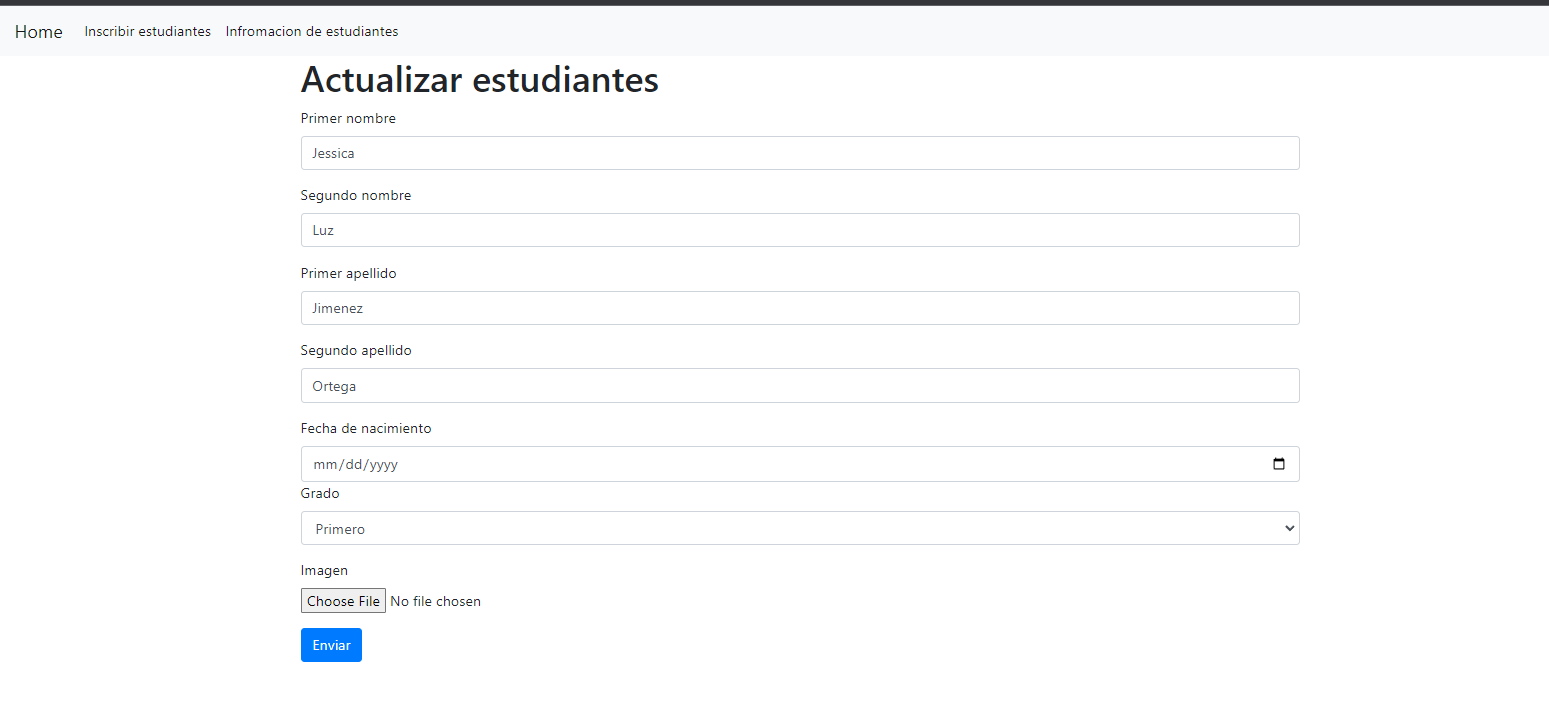 Home Inscribir estudiantes Infromacion de estudiantes
Actualizar estudiantes
Primer nombre
Jessica
Segundo nombre
Luz
Primer apellido
Jimenez
Segundo apellido
Ortega
Fecha de nacimiento
mm/dd/yyyy
Grado
Primero
Imagen
Choose File No file chosen
Enviar